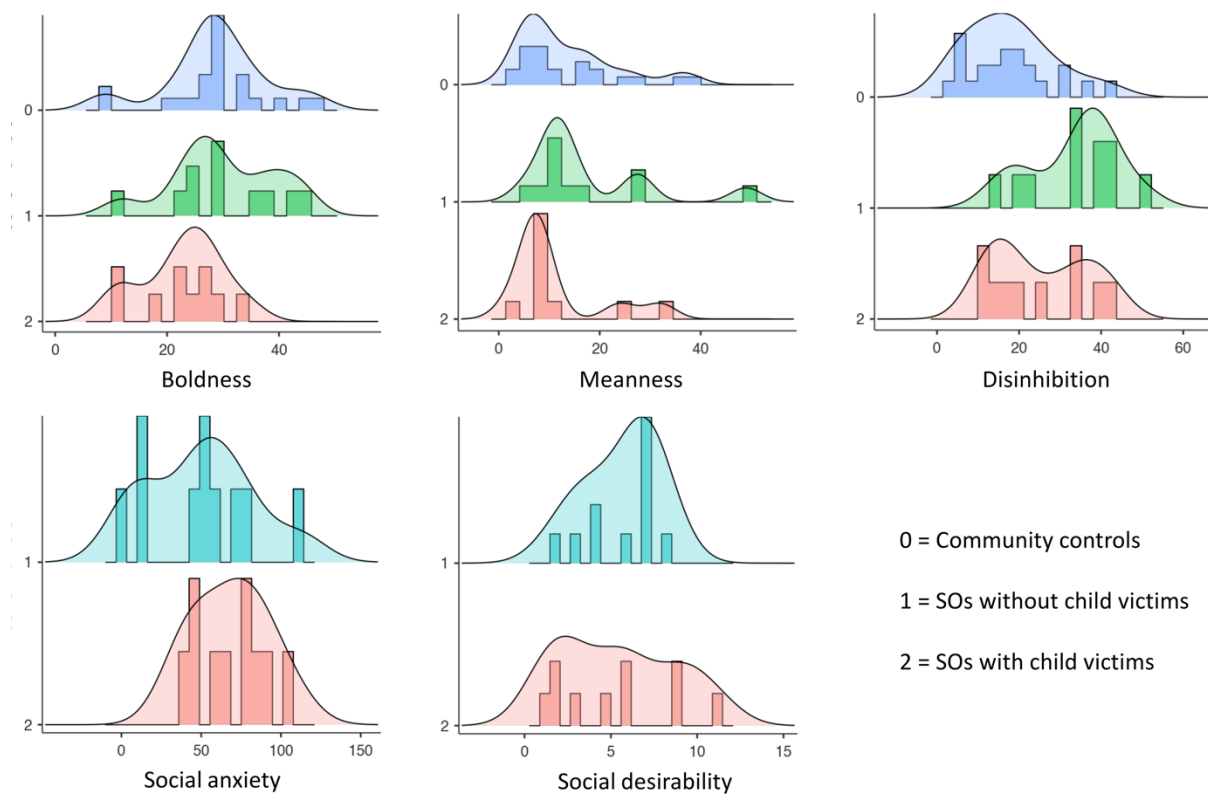 0
1
2
0 20 40
Boldness
0
1
2
0 20 40
Meanness
0
1
2
0 20 40 60
Disinhibition
1
2
0 50 100 150
Social anxiety
1
2
0 5 10 15
Social desirability
0 = Community controls
1 = SOs without child victims
2 = SOs with child victims